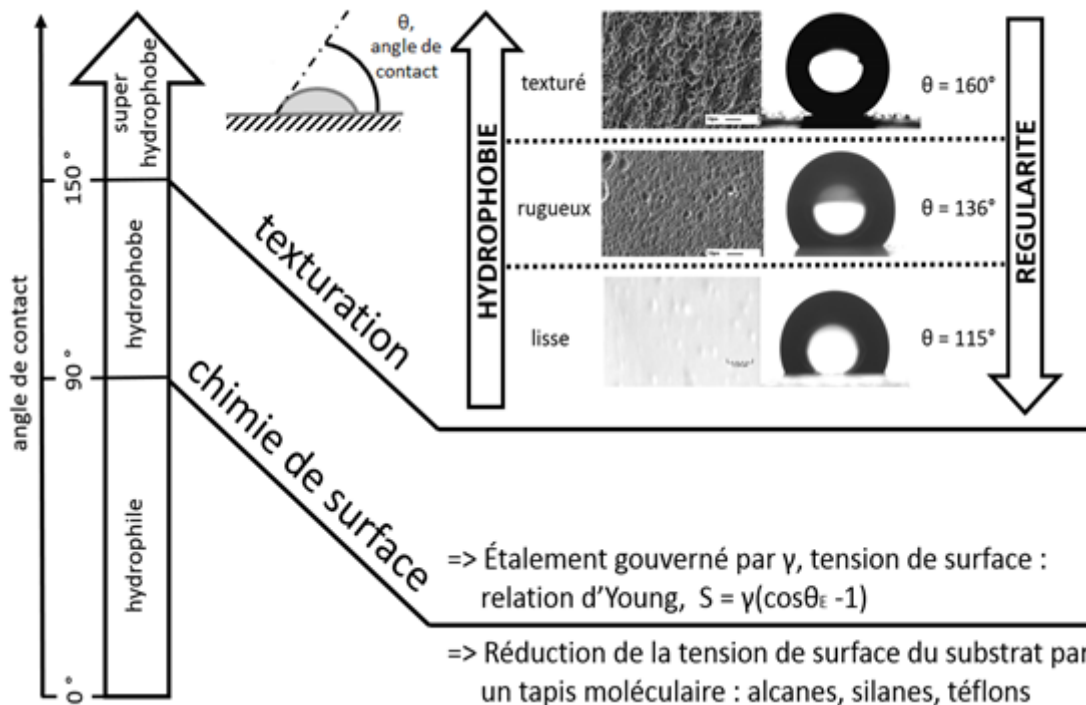 angle de contact
0°
90°
150°
hydrophile
hydrophobe
super
hydrophobe
θ,
angle de
contact
texturation
chimie de surface
HYDROPHOBIE
texturé
θ = 160°
rugueux
θ = 136°
lisse
θ = 115°
REGULARITE
=> Étalement gouverné par γ, tension de surface :
relation d'Young, S = γ(cosθE -1)
=> Réduction de la tension de surface du substrat par
un tapis moléculaire : alcanes, silanes, téflons